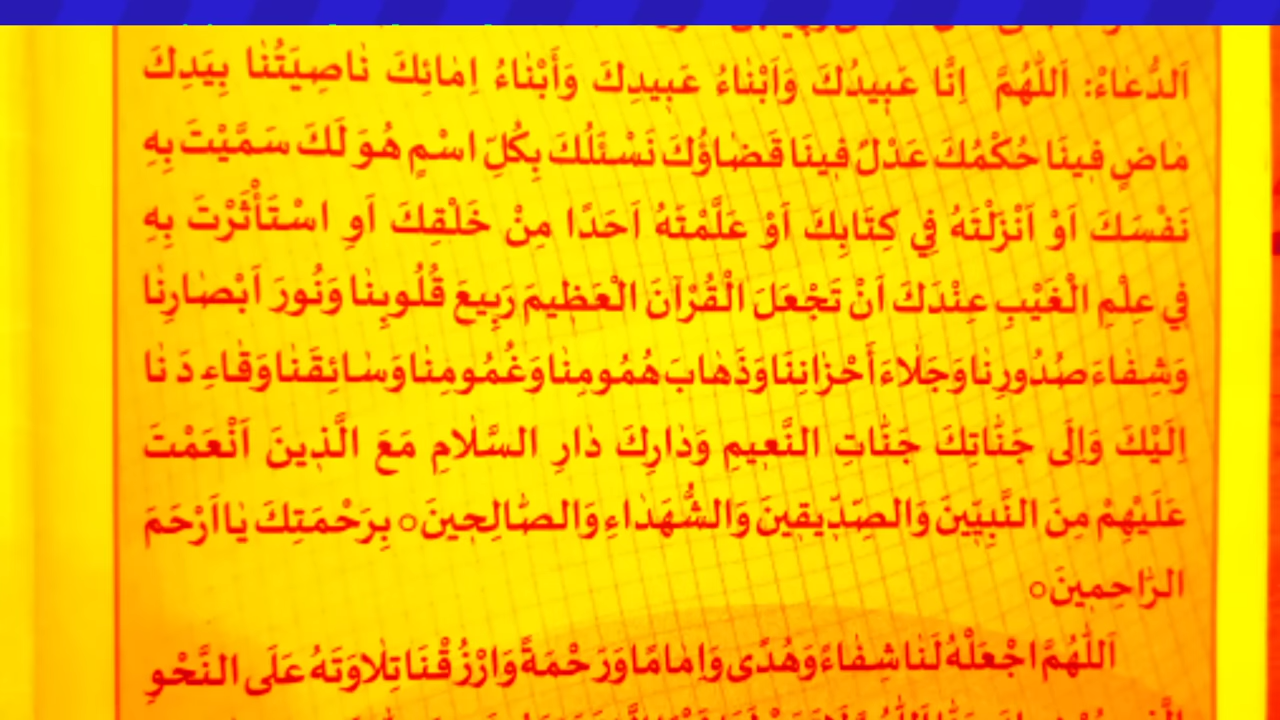 اَلدُّعٰاءْ: اَللّٰهُمَّ اِنَّا عَبِيدُكَ وَاَبْنٰاءُ عَبِيدِكَ وَأَبْنٰاءُ اِمٰائِكَ نٰاصِيَتُنٰا بِيَدِكَ
مٰاضٍ فِينَا حُكْمُكَ عَدْلٌ فِينَا قَضٰاؤُكَ نَسْئَلُكَ بِكُلِّ اسْمٍ هُوَ لَكَ سَمَّيْتَ بِهِ
نَفْسَكَ اَوْ اَنْزَلْتَهُ فِي كِتَابِكَ اَوْ عَلَّمْتَهُ اَحَدًا مِنْ خَلْقِكَ اَوِ اسْتَأْثَرْتَ بِهِ
فِي عِلْمِ الْغَيْبِ عِنْدَكَ اَنْ تَجْعَلَ الْقُرْآنَ الْعَظِيمَ رَبِيعَ قُلُوبِنٰا وَنُورَ اَبْصٰارِنٰا
وَشِفٰاءَ صُدُورِنٰا وَجَلٰاءَ أَحْزٰانِنَا وَذَهٰابَ هُمُومِنٰا وَغُمُومِنٰا وَسٰائِقَنٰا وَقٰاءِدَنٰا
اِلَيْكَ وَاِلَى جَنّٰاتِكَ جَنّٰاتِ النَّعِيمِ وَدٰارِكَ دٰارِ السَّلٰامِ مَعَ الَّذِينَ اَنْعَمْتَ
عَلَيْهِمْ مِنَ النَّبِيِّينَ وَالصِّدِّيقِينَ وَالشُّهَدٰاءِ وَالصّٰالِحِينَ ○ بِرَحْمَتِكَ يٰا اَرْحَمَ
الرّٰاحِمِينَ ○
اَللّٰهُمَّ اجْعَلْهُ لَنٰا شِفٰاءً وَهُدًى وَاِمٰامًا وَرَحْمَةً وَارْزُقْنَا تِلٰاوَتَهُ عَلَى النَّحْوِ